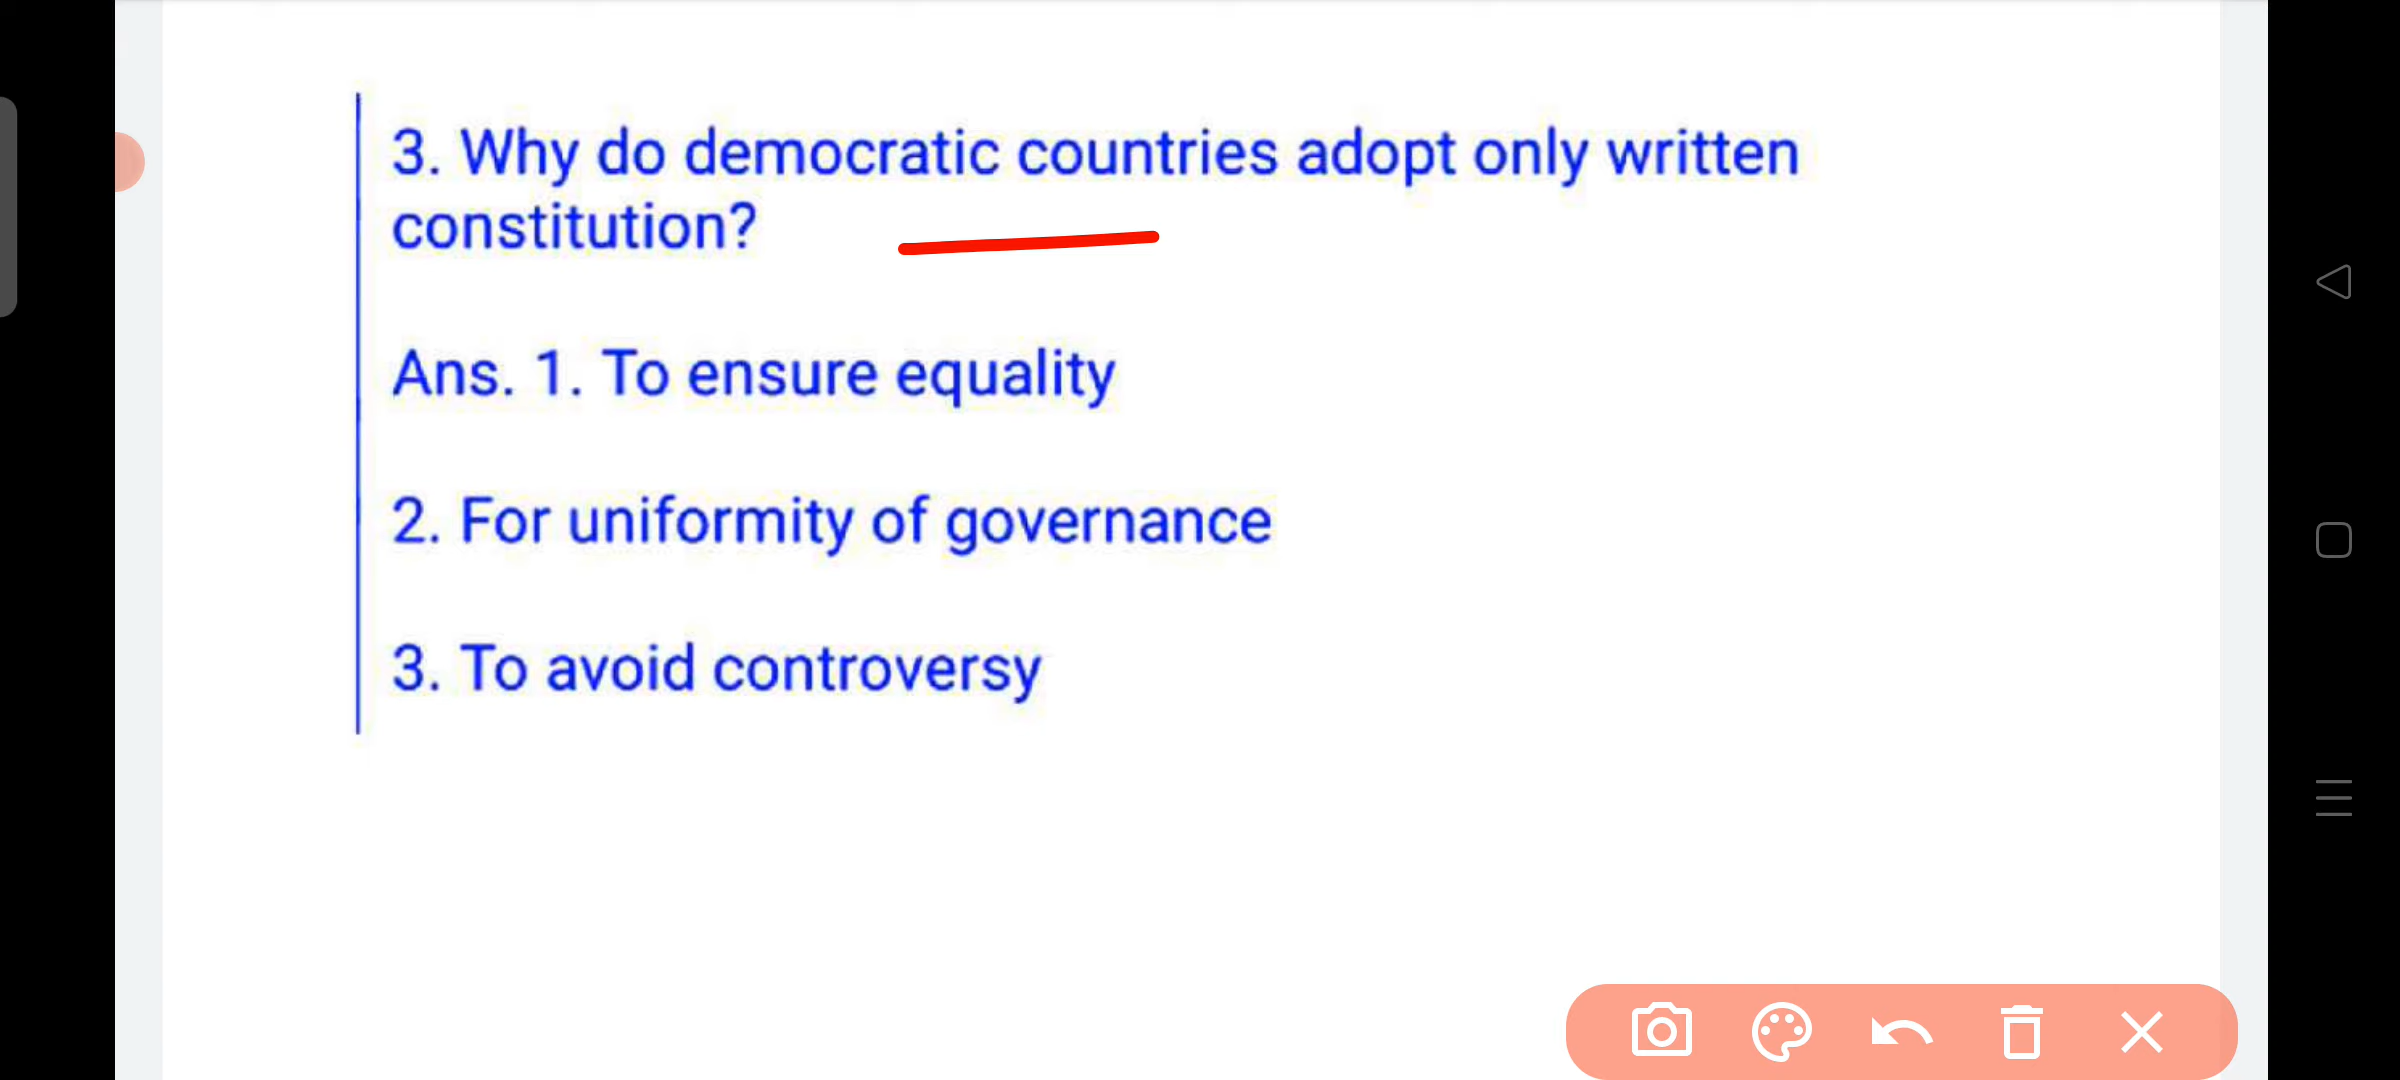 3. Why do democratic countries adopt only written
constitution?
Ans. 1. To ensure equality
2. For uniformity of governance
3. To avoid controversy